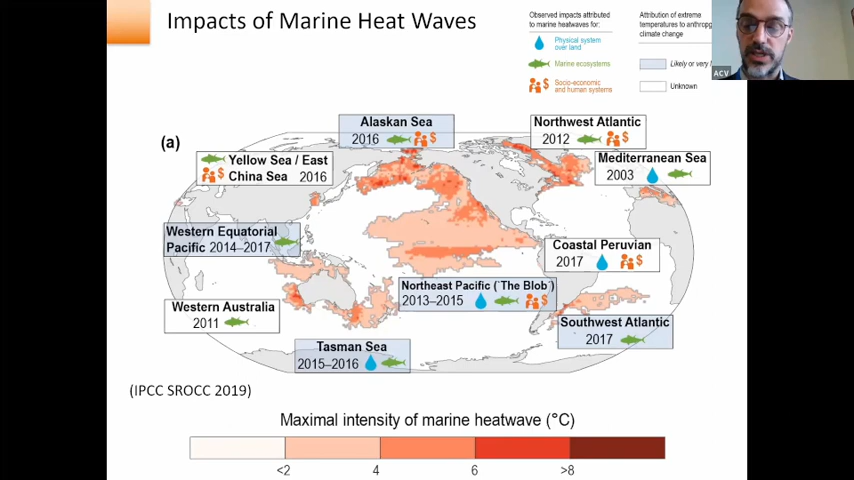 Impacts of Marine Heat Waves
Observed impacts attributed
to marine heatwaves for:
Physical system
over land
Marine ecosystems
Socio-economic
and human systems
Attribution of extreme
temperatures to
climate change
Likely or very
Unknown
ACV
(a)
Alaskan Sea
2016
Northwest Atlantic
2012
Yellow Sea / East
China Sea 2016
Mediterranean Sea
2003
Western Equatorial
Pacific 2014–2017
Coastal Peruvian
2017
Northeast Pacific (`The Blob´)
2013–2015
Western Australia
2011
Southwest Atlantic
2017
Tasman Sea
2015–2016
(IPCC SROCC 2019)
Maximal intensity of marine heatwave (°C)
<2 4 6 >8